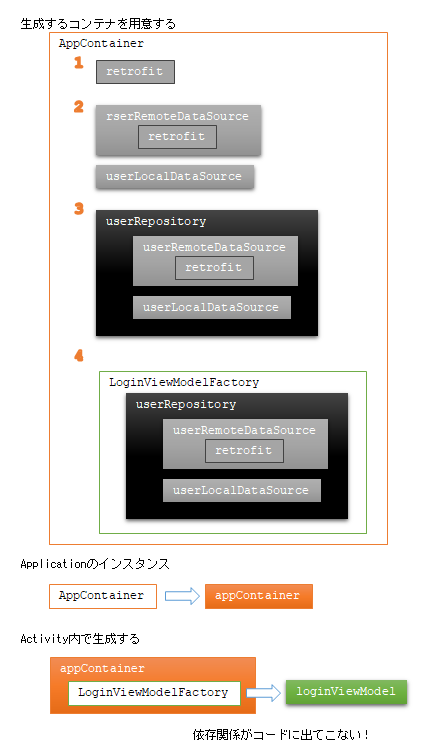 生成するコンテナを用意する
AppContainer
1
retrofit
2
rserRemoteDataSource
retrofit
userLocalDataSource
3
userRepository
userRemoteDataSource
retrofit
userLocalDataSource
4
LoginViewModelFactory
userRepository
userRemoteDataSource
retrofit
userLocalDataSource
Applicationのインスタンス
AppContainer
appContainer
Activity内で生成する
appContainer
LoginViewModelFactory
loginViewModel
依存関係がコードに出てこない！